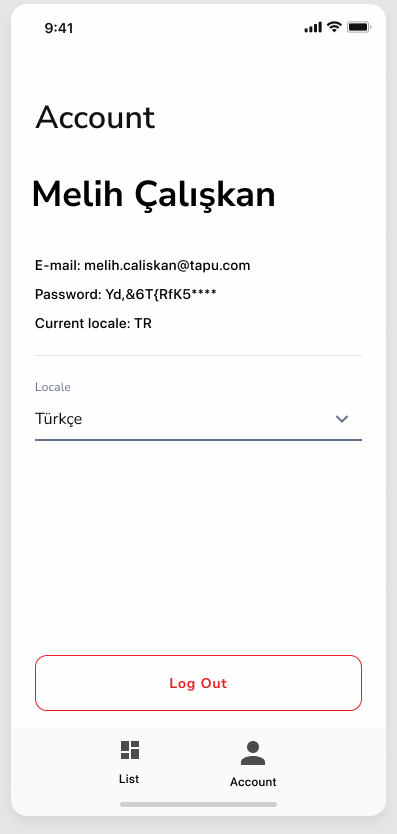 9:41
Account
Melih Çalışkan
E-mail: melih.caliskan@tapu.com
Password: Yd,&6T{RfK5****
Current locale: TR
Locale
Türkçe
Log Out
List
Account